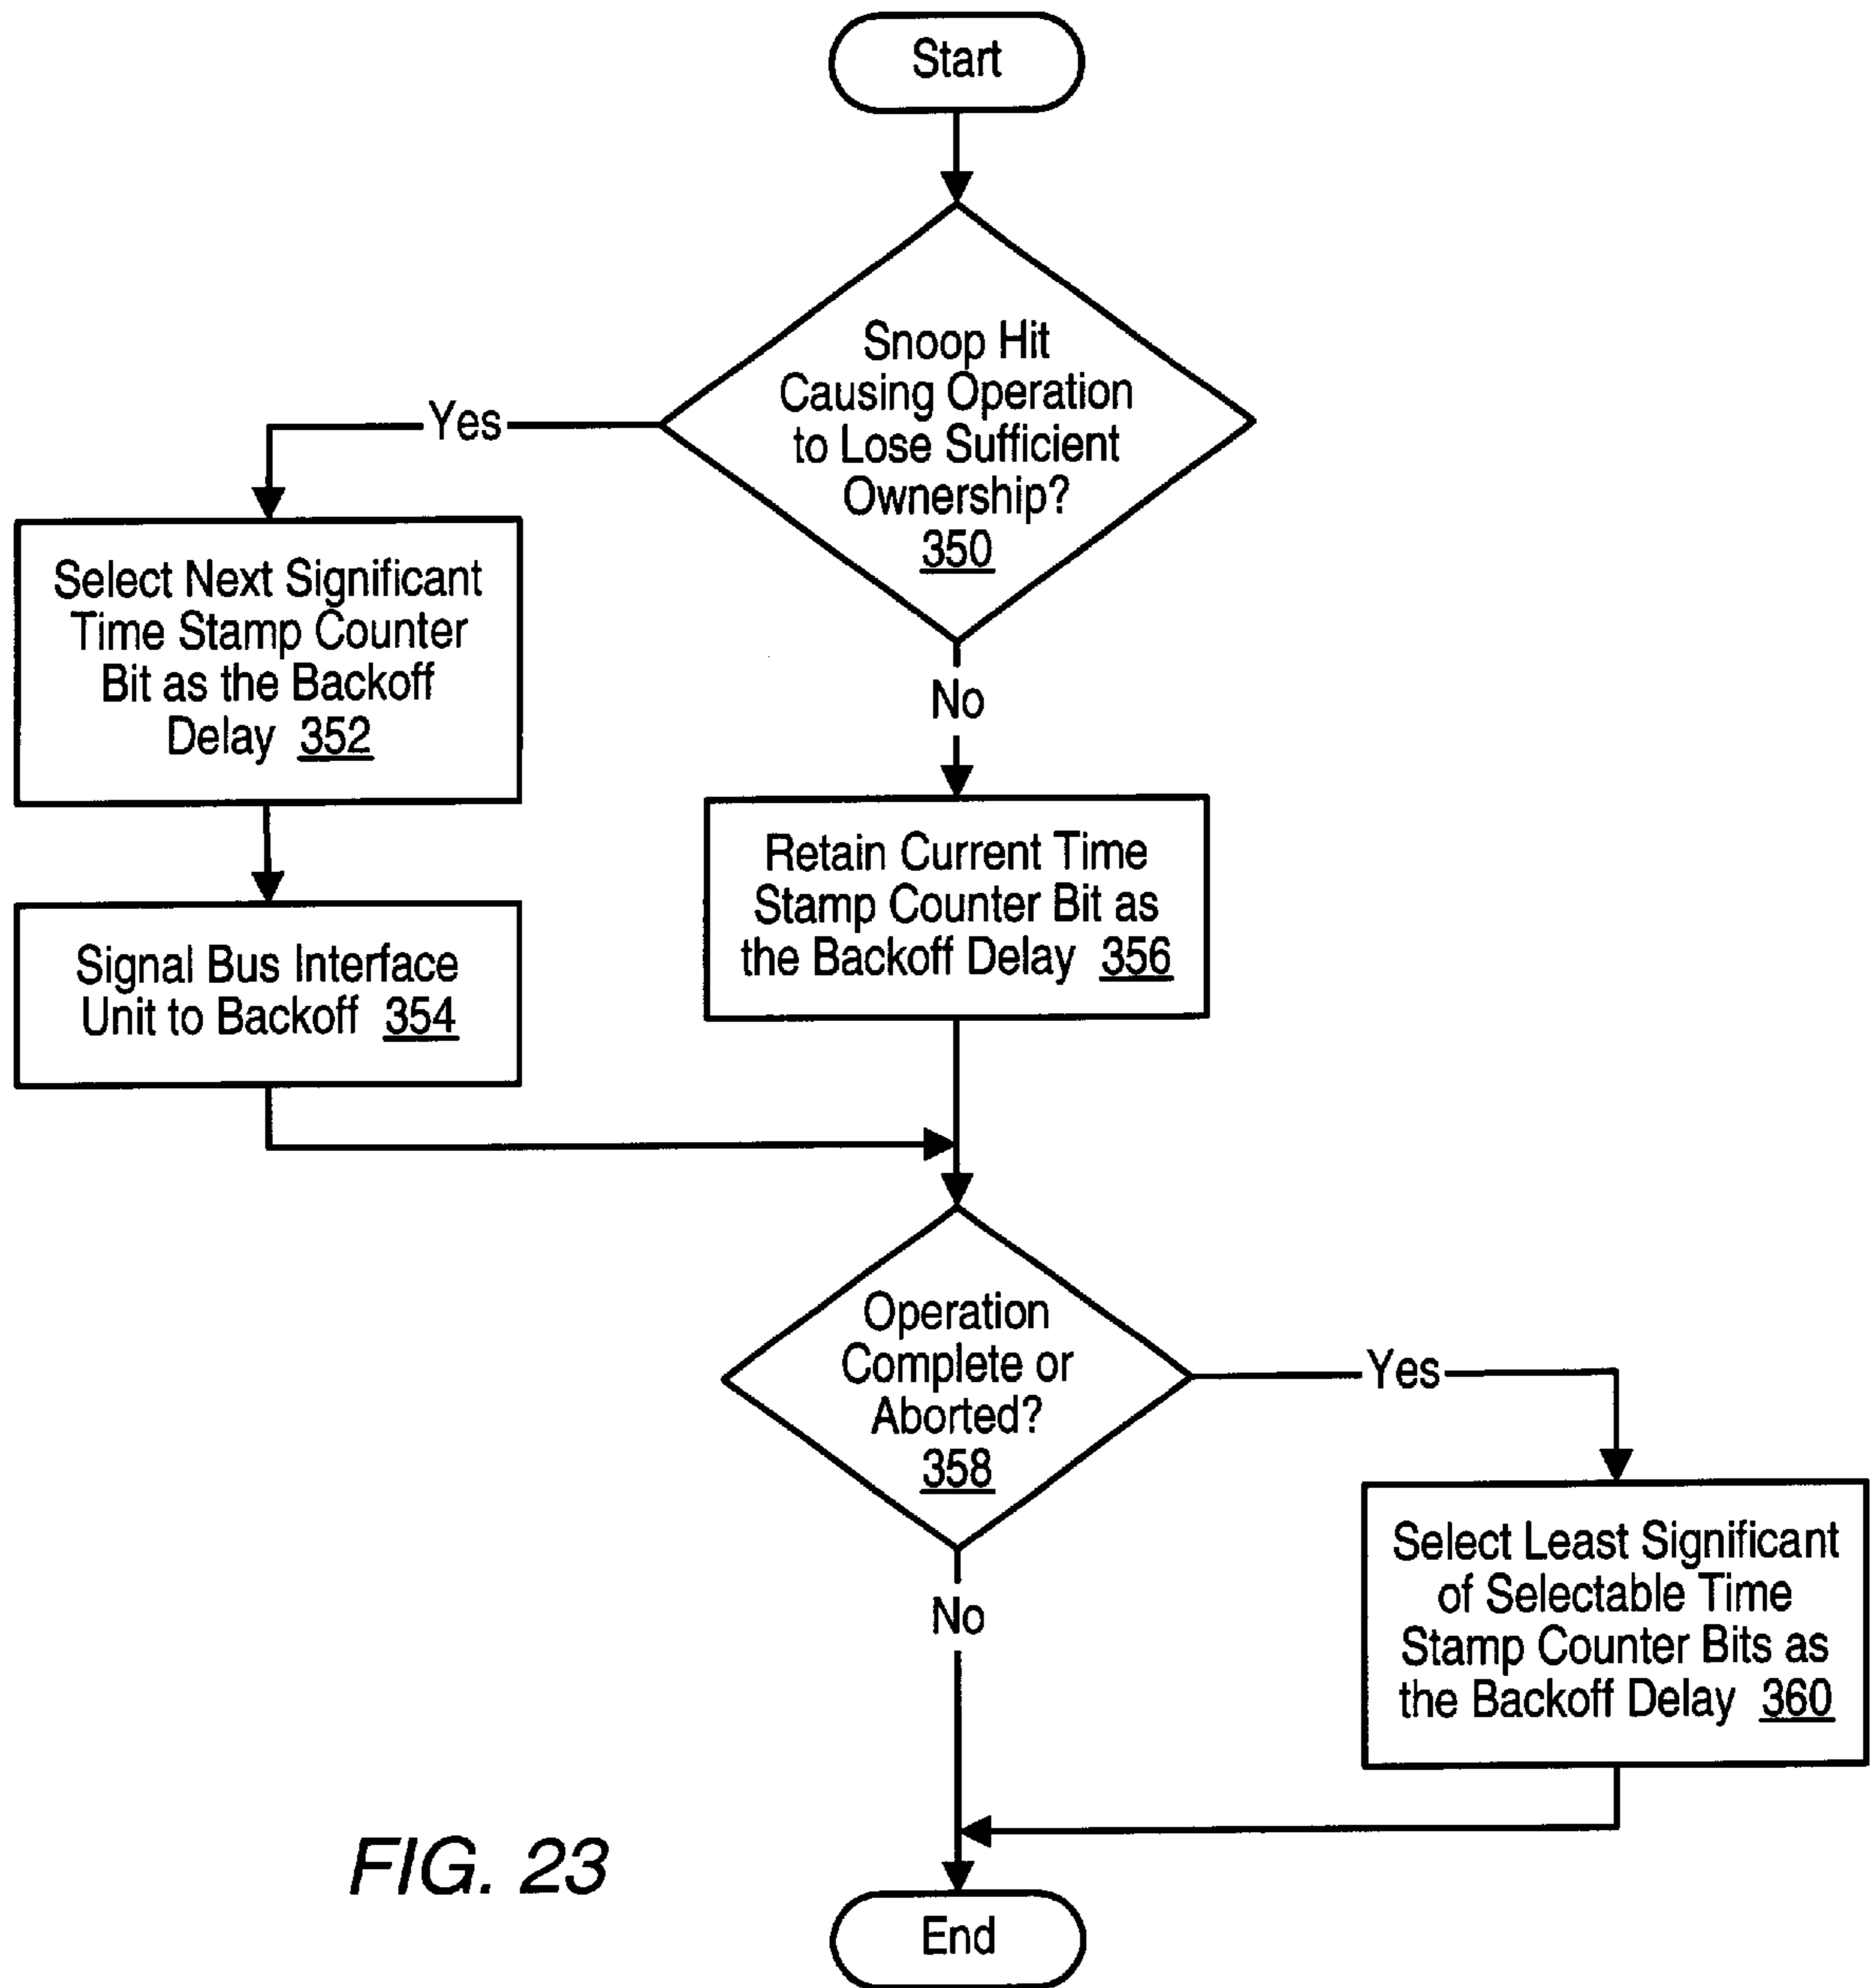 Start
Snoop Hit
Causing Operation
to Lose Sufficient
Ownership?
350
Yes
Select Next Significant
Time Stamp Counter
Bit as the Backoff
Delay 352
No
Signal Bus Interface
Unit to Backoff 354
Retain Current Time
Stamp Counter Bit as
the Backoff Delay 356
Operation
Complete or
Aborted?
358
Yes
No
Select Least Significant
of Selectable Time
Stamp Counter Bits as
the Backoff Delay 360
FIG. 23
End